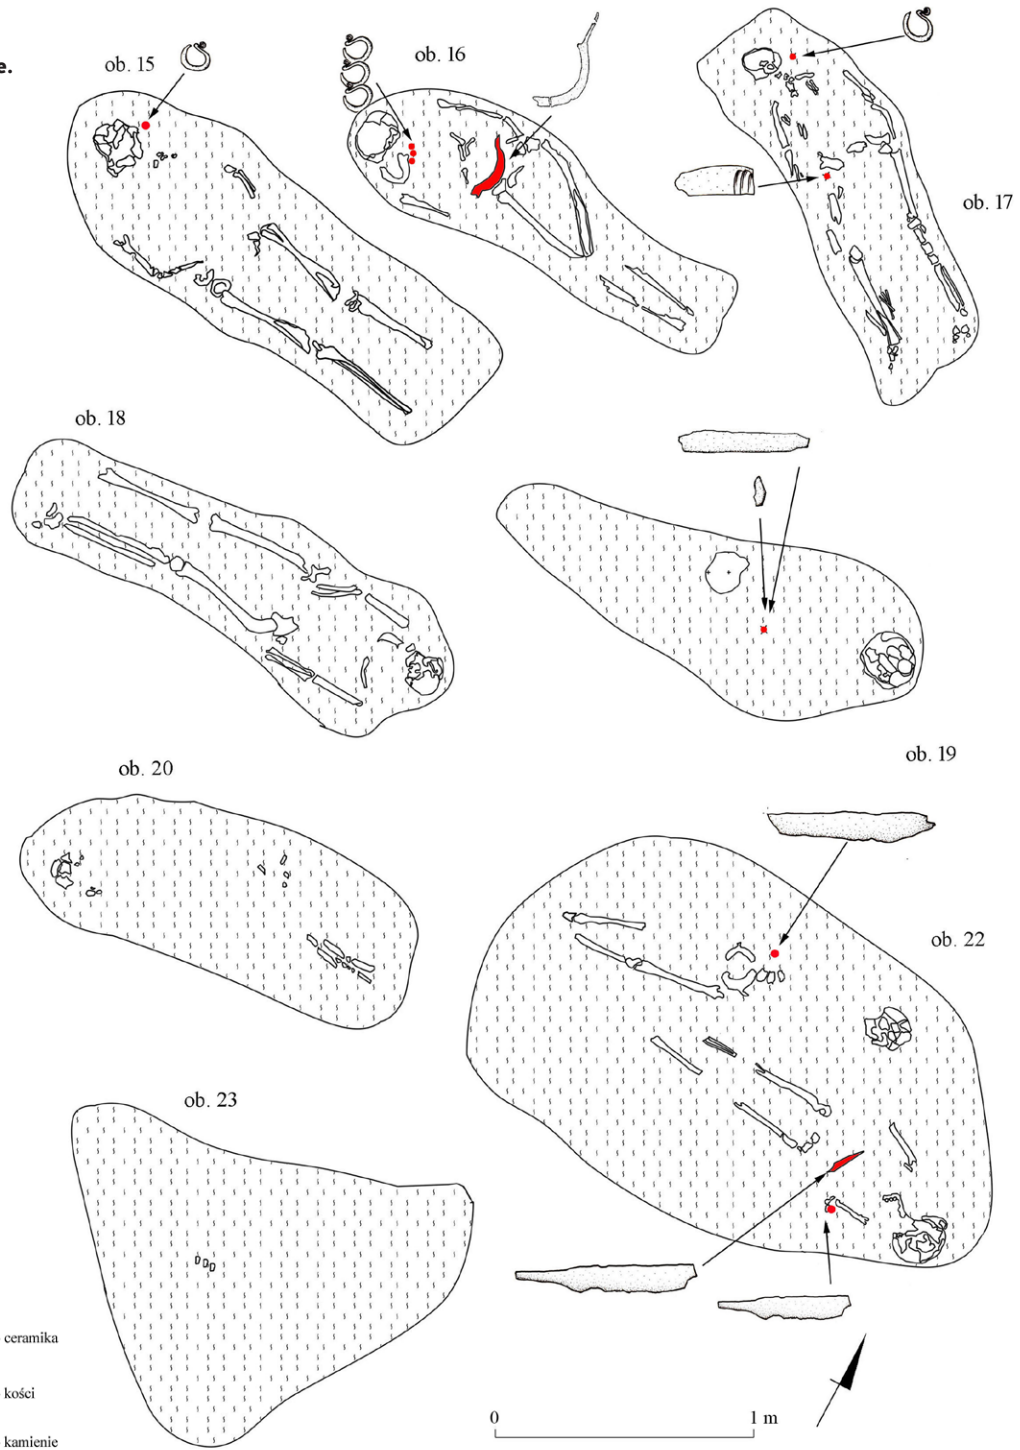 e.
ob. 15
ob. 16
ob. 17
ob. 18
ob. 19
ob. 20
ob. 22
ob. 23
ceramika
kości
kamienie
0 1 m